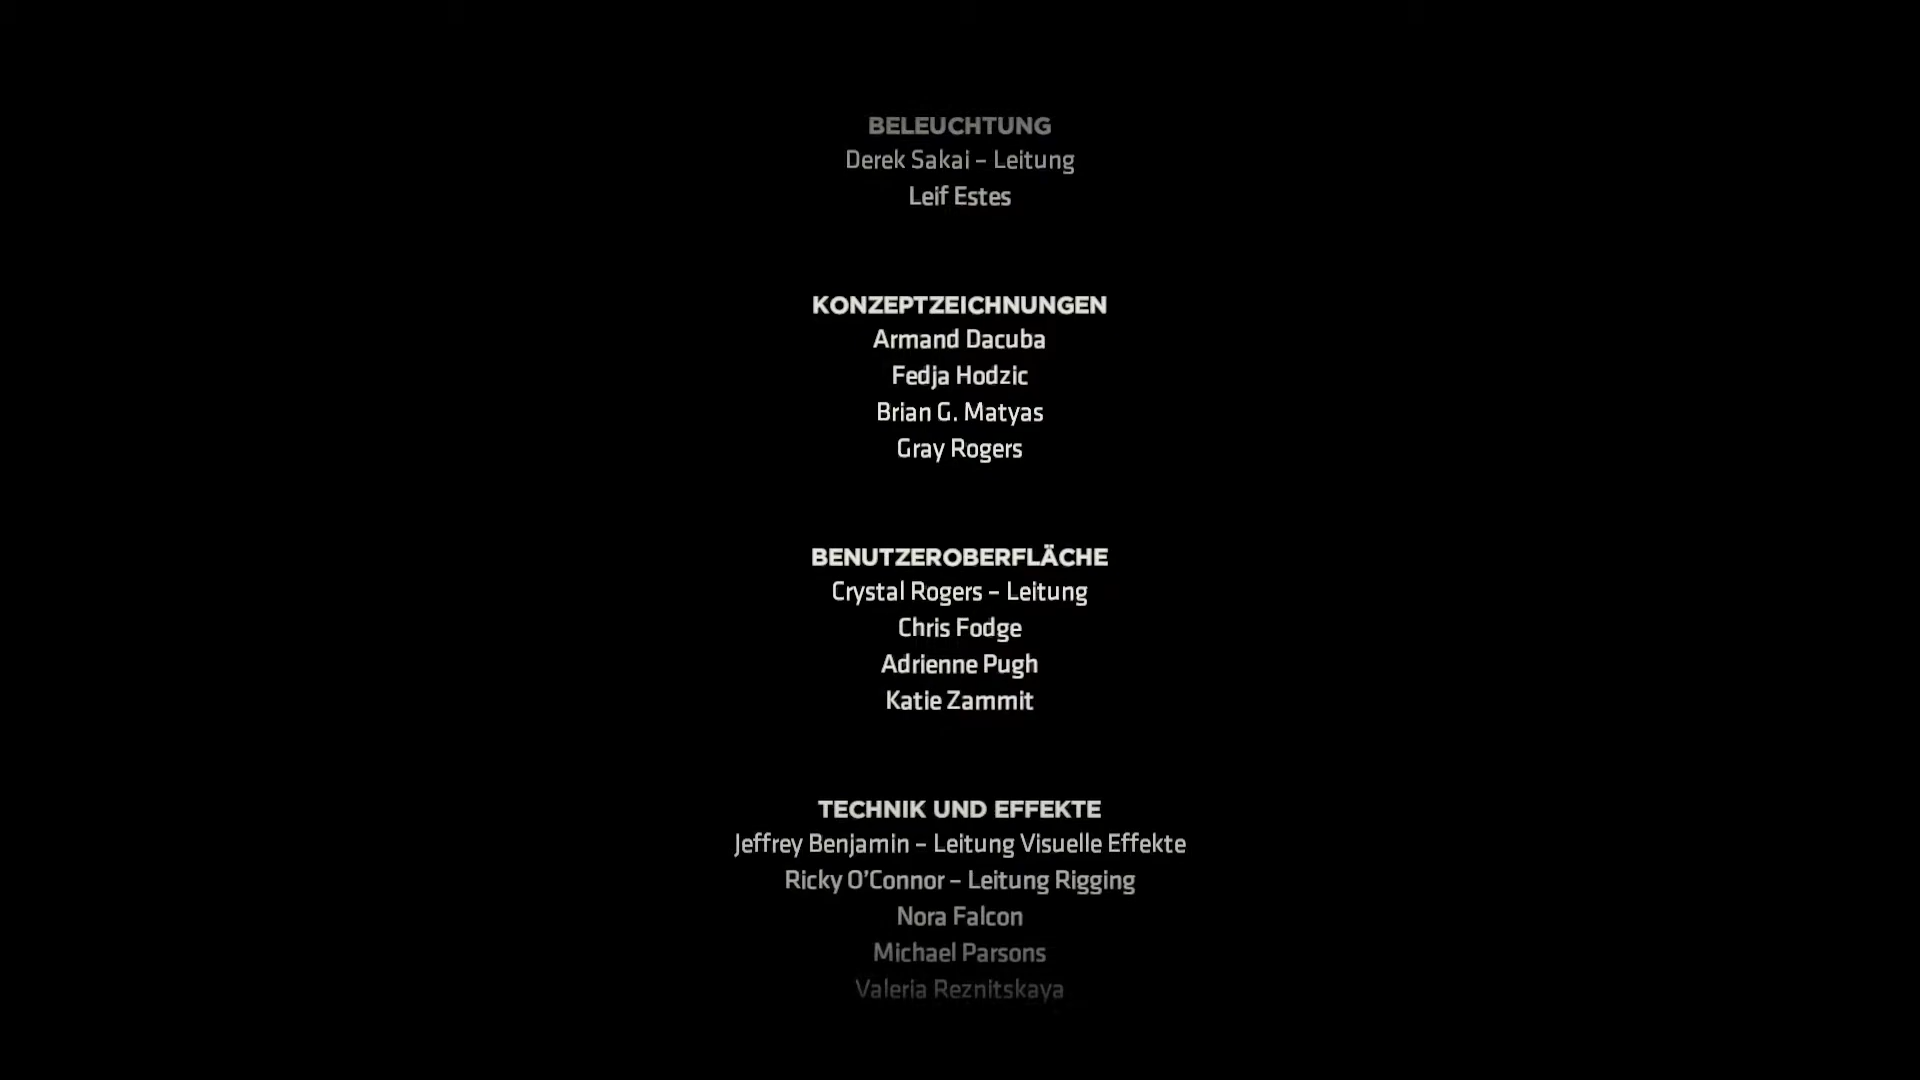 BELEUCHTUNG
Derek Sakai – Leitung
Leif Estes
KONZEPTZEICHNUNGEN
Armand Dacuba
Fedja Hodzic
Brian G. Matyas
Gray Rogers
BENUTZEROBERFLÄCHE
Crystal Rogers – Leitung
Chris Fodge
Adrienne Pugh
Katie Zammit
TECHNIK UND EFFEKTE
Jeffrey Benjamin – Leitung Visuelle Effekte
Ricky O’Connor – Leitung Rigging
Nora Falcon
Michael Parsons
Valeria Reznitskaya